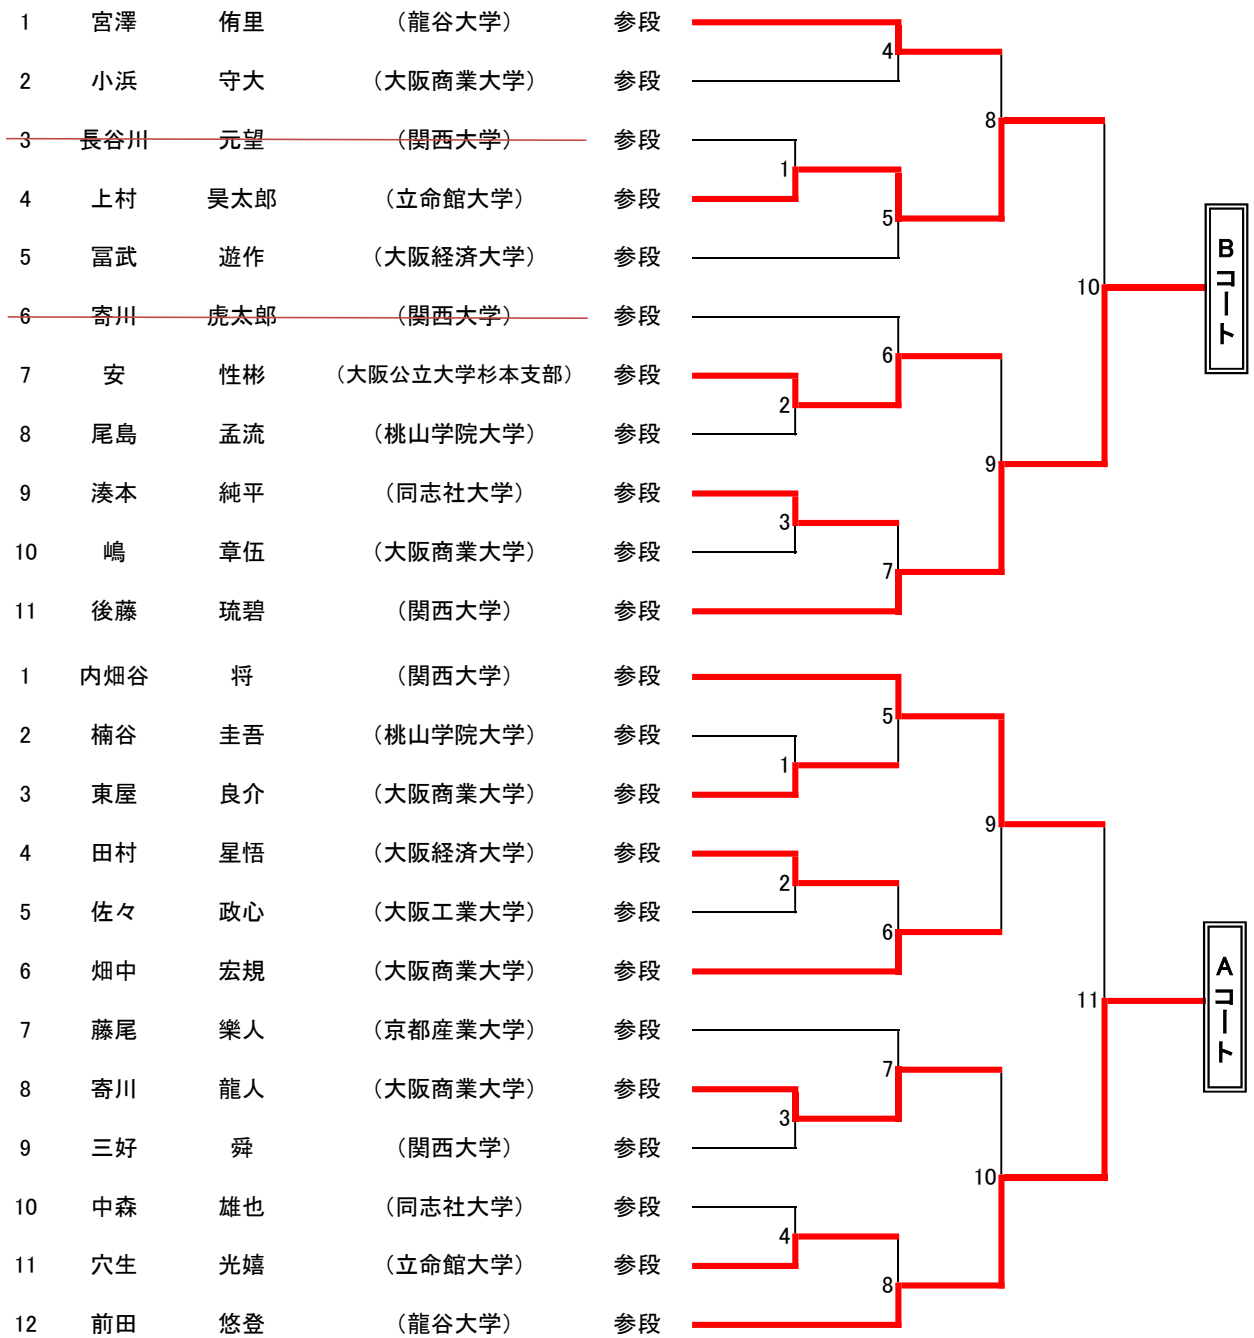 1 宮澤 侑里 （龍谷大学） 参段
4
2 小浜 守大 （大阪商業大学） 参段
8
3 長谷川 元望 （関西大学） 参段
1
4 上村 昊太郎 （立命館大学） 参段
5
5 冨武 遊作 （大阪経済大学） 参段
Bコート
10
6 寄川 虎太郎 （関西大学） 参段
6
7 安 性彬 （大阪公立大学杉本支部） 参段
2
8 尾島 孟流 （桃山学院大学） 参段
9
9 湊本 純平 （同志社大学） 参段
3
10 嶋 章伍 （大阪商業大学） 参段
7
11 後藤 琉碧 （関西大学） 参段
1 内畑谷 将 （関西大学） 参段
5
2 楠谷 圭吾 （桃山学院大学） 参段
1
3 東屋 良介 （大阪商業大学） 参段
9
4 田村 星悟 （大阪経済大学） 参段
2
5 佐々 政心 （大阪工業大学） 参段
6
6 畑中 宏規 （大阪商業大学） 参段
Aコート
11
7 藤尾 樂人 （京都産業大学） 参段
7
8 寄川 龍人 （大阪商業大学） 参段
3
9 三好 舜 （関西大学） 参段
10
10 中森 雄也 （同志社大学） 参段
4
11 穴生 光嬉 （立命館大学） 参段
8
12 前田 悠登 （龍谷大学） 参段